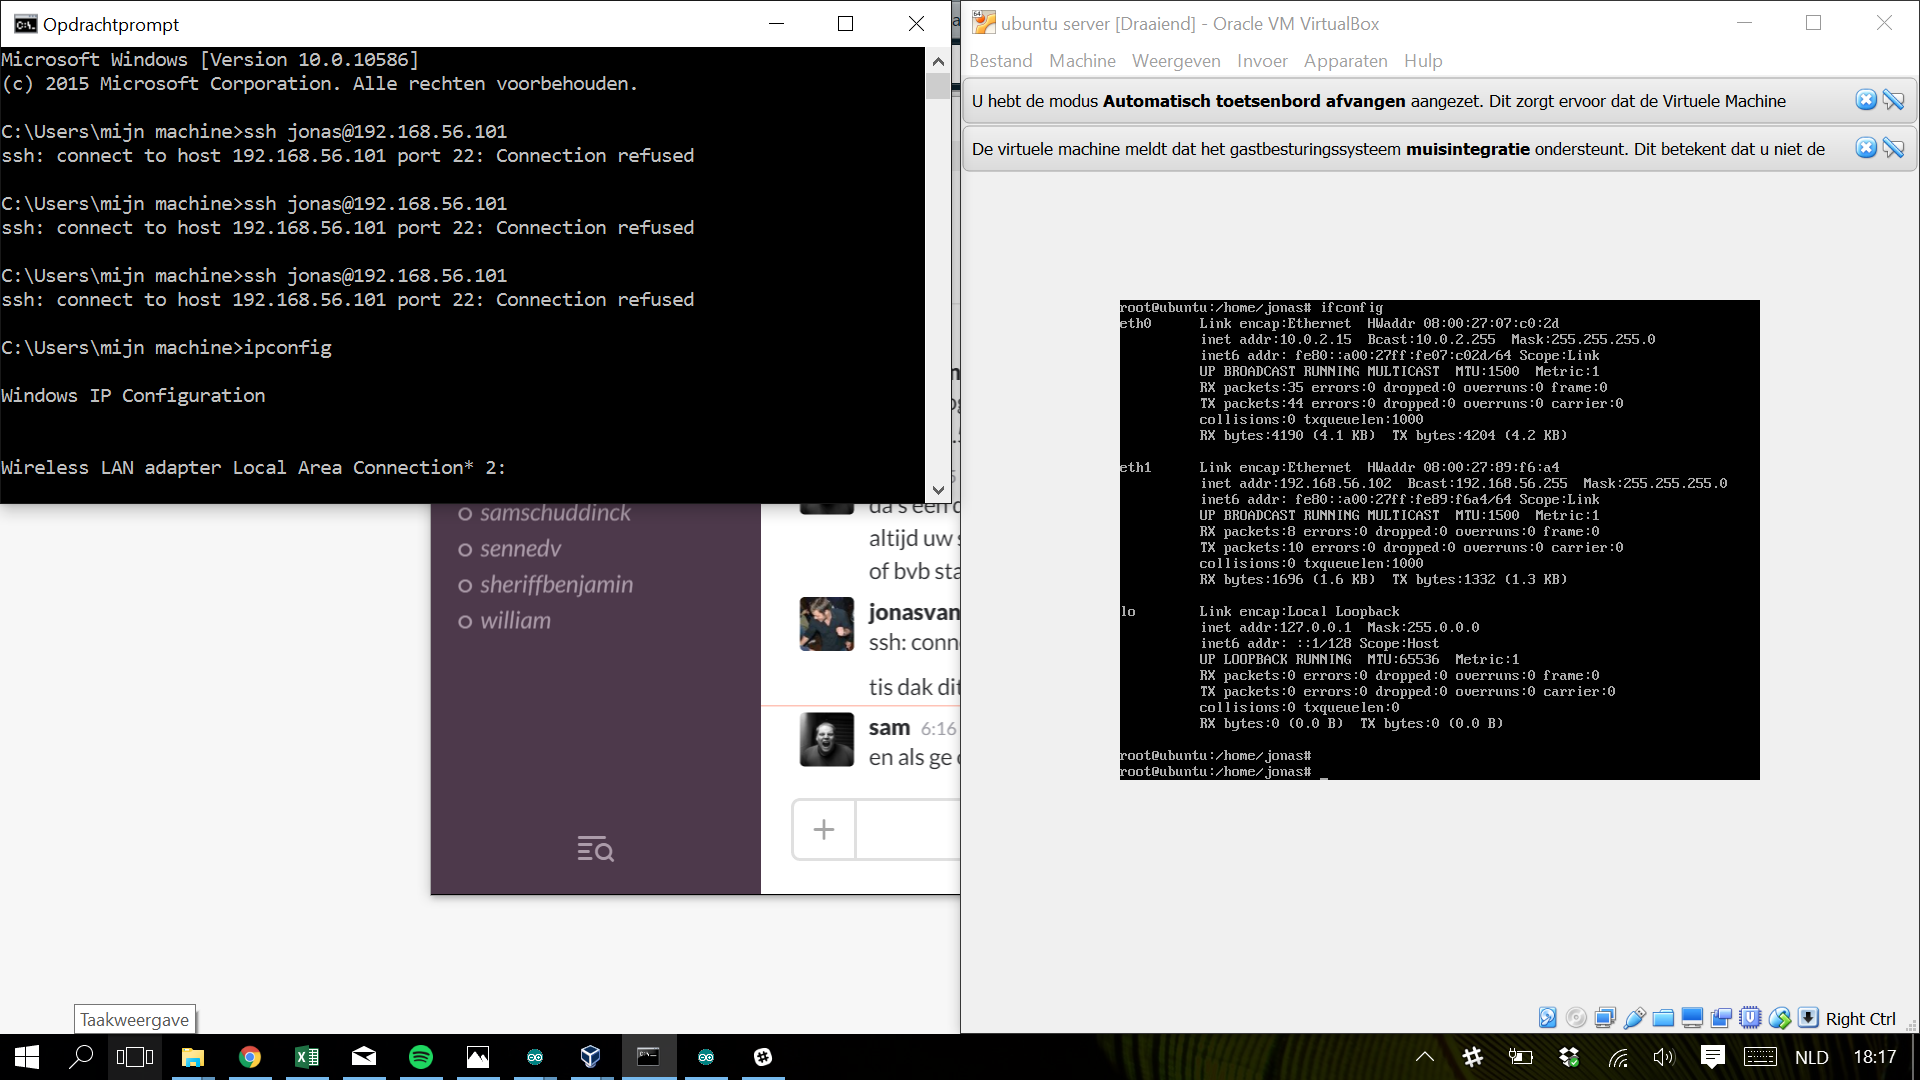 Opdrachtprompt
Microsoft Windows [Version 10.0.10586]
(c) 2015 Microsoft Corporation. Alle rechten voorbehouden.
C:\Users\mijn machine>ssh jonas@192.168.56.101
ssh: connect to host 192.168.56.101 port 22: Connection refused
C:\Users\mijn machine>ssh jonas@192.168.56.101
ssh: connect to host 192.168.56.101 port 22: Connection refused
C:\Users\mijn machine>ssh jonas@192.168.56.101
ssh: connect to host 192.168.56.101 port 22: Connection refused
C:\Users\mijn machine>ipconfig
Windows IP Configuration
Wireless LAN adapter Local Area Connection* 2:
samschuddinck
sennedv
sheriffbenjamin
william
altijd uw s
of bvb sta
jonasvan
ssh: conn
tis dak dit
sam 6:16
en als ge
ubuntu server [Draaiend] - Oracle VM VirtualBox
Bestand Machine Weergeven Invoer Apparaten Hulp
U hebt de modus Automatisch toetsenbord afvangen aangezet. Dit zorgt ervoor dat de Virtuele Machine
De virtuele machine meldt dat het gastbesturingssysteem muisintegratie ondersteunt. Dit betekent dat u niet de
root@ubuntu:/home/jonas# ifconfig
eth0 Link encap:Ethernet HWaddr 08:00:27:07:c0:2d
inet addr:10.0.2.15 Bcast:10.0.2.255 Mask:255.255.255.0
inet6 addr: fe80::a00:27ff:fe07:c02d/64 Scope:Link
UP BROADCAST RUNNING MULTICAST MTU:1500 Metric:1
RX packets:35 errors:0 dropped:0 overruns:0 frame:0
TX packets:44 errors:0 dropped:0 overruns:0 carrier:0
collisions:0 txqueuelen:1000
RX bytes:4190 (4.1 KB) TX bytes:4204 (4.2 KB)
eth1 Link encap:Ethernet HWaddr 08:00:27:89:f6:a4
inet addr:192.168.56.102 Bcast:192.168.56.255 Mask:255.255.255.0
inet6 addr: fe80::a00:27ff:fe89:f6a4/64 Scope:Link
UP BROADCAST RUNNING MULTICAST MTU:1500 Metric:1
RX packets:8 errors:0 dropped:0 overruns:0 frame:0
TX packets:10 errors:0 dropped:0 overruns:0 carrier:0
collisions:0 txqueuelen:1000
RX bytes:1696 (1.6 KB) TX bytes:1332 (1.3 KB)
lo Link encap:Local Loopback
inet addr:127.0.0.1 Mask:255.0.0.0
inet6 addr: ::1/128 Scope:Host
UP LOOPBACK RUNNING MTU:65536 Metric:1
RX packets:0 errors:0 dropped:0 overruns:0 frame:0
TX packets:0 errors:0 dropped:0 overruns:0 carrier:0
collisions:0 txqueuelen:0
RX bytes:0 (0.0 B) TX bytes:0 (0.0 B)
root@ubuntu:/home/jonas#
root@ubuntu:/home/jonas# _
Right Ctrl
Taakweergave
NLD 18:17